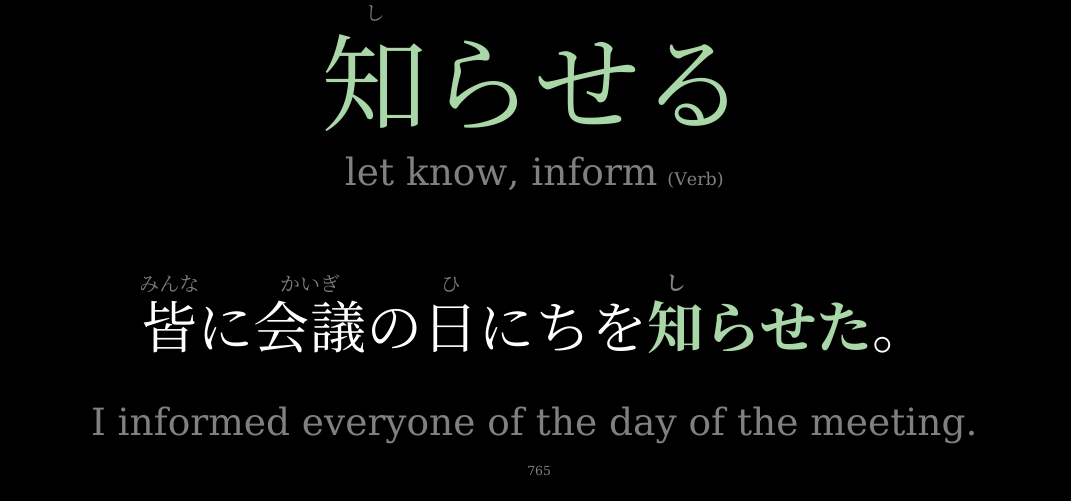 し
知らせる
let know, inform (Verb)
みんな かいぎ ひ し
皆に会議の日にちを知らせた。
I informed everyone of the day of the meeting.
765